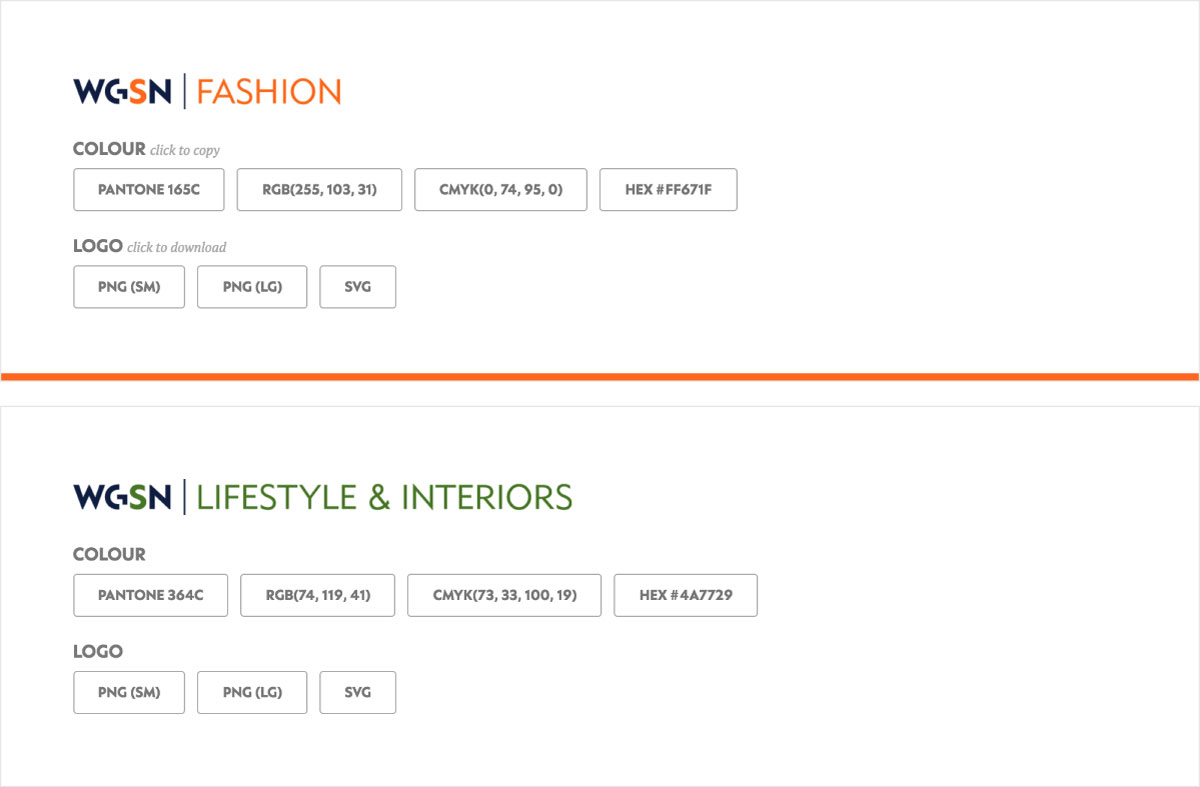 WGSN | FASHION
COLOUR click to copy
PANTONE 165C RGB(255, 103, 31) CMYK(0, 74, 95, 0) HEX #FF671F
LOGO click to download
PNG (SM) PNG (LG) SVG
WGSN | LIFESTYLE & INTERIORS
COLOUR
PANTONE 364C RGB(74, 119, 41) CMYK(73, 33, 100, 19) HEX #4A7729
LOGO
PNG (SM) PNG (LG) SVG